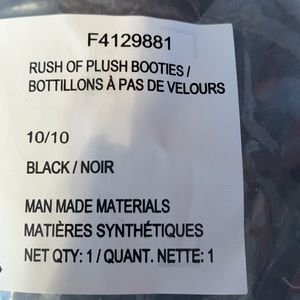 F4129881
RUSH OF PLUSH BOOTIES /
BOTTILLONS À PAS DE VELOURS
10/10
BLACK / NOIR
MAN MADE MATERIALS
MATIÈRES SYNTHÉTIQUES
NET QTY: 1 / QUANT. NETTE: 1